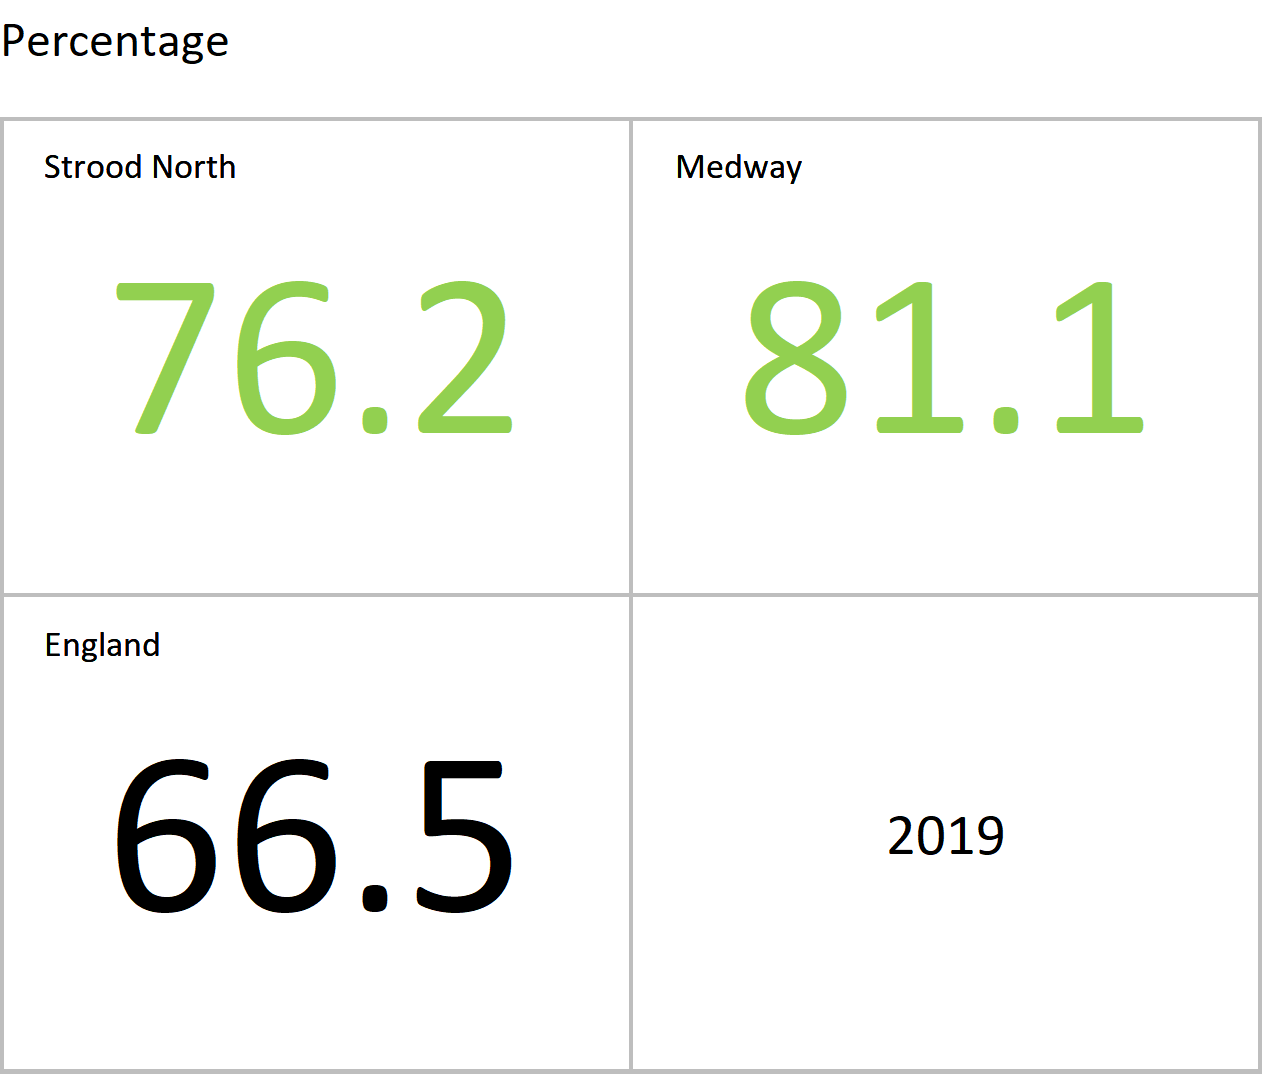 Percentage
Strood North
Medway
76.2
81.1
England
66.5
2019